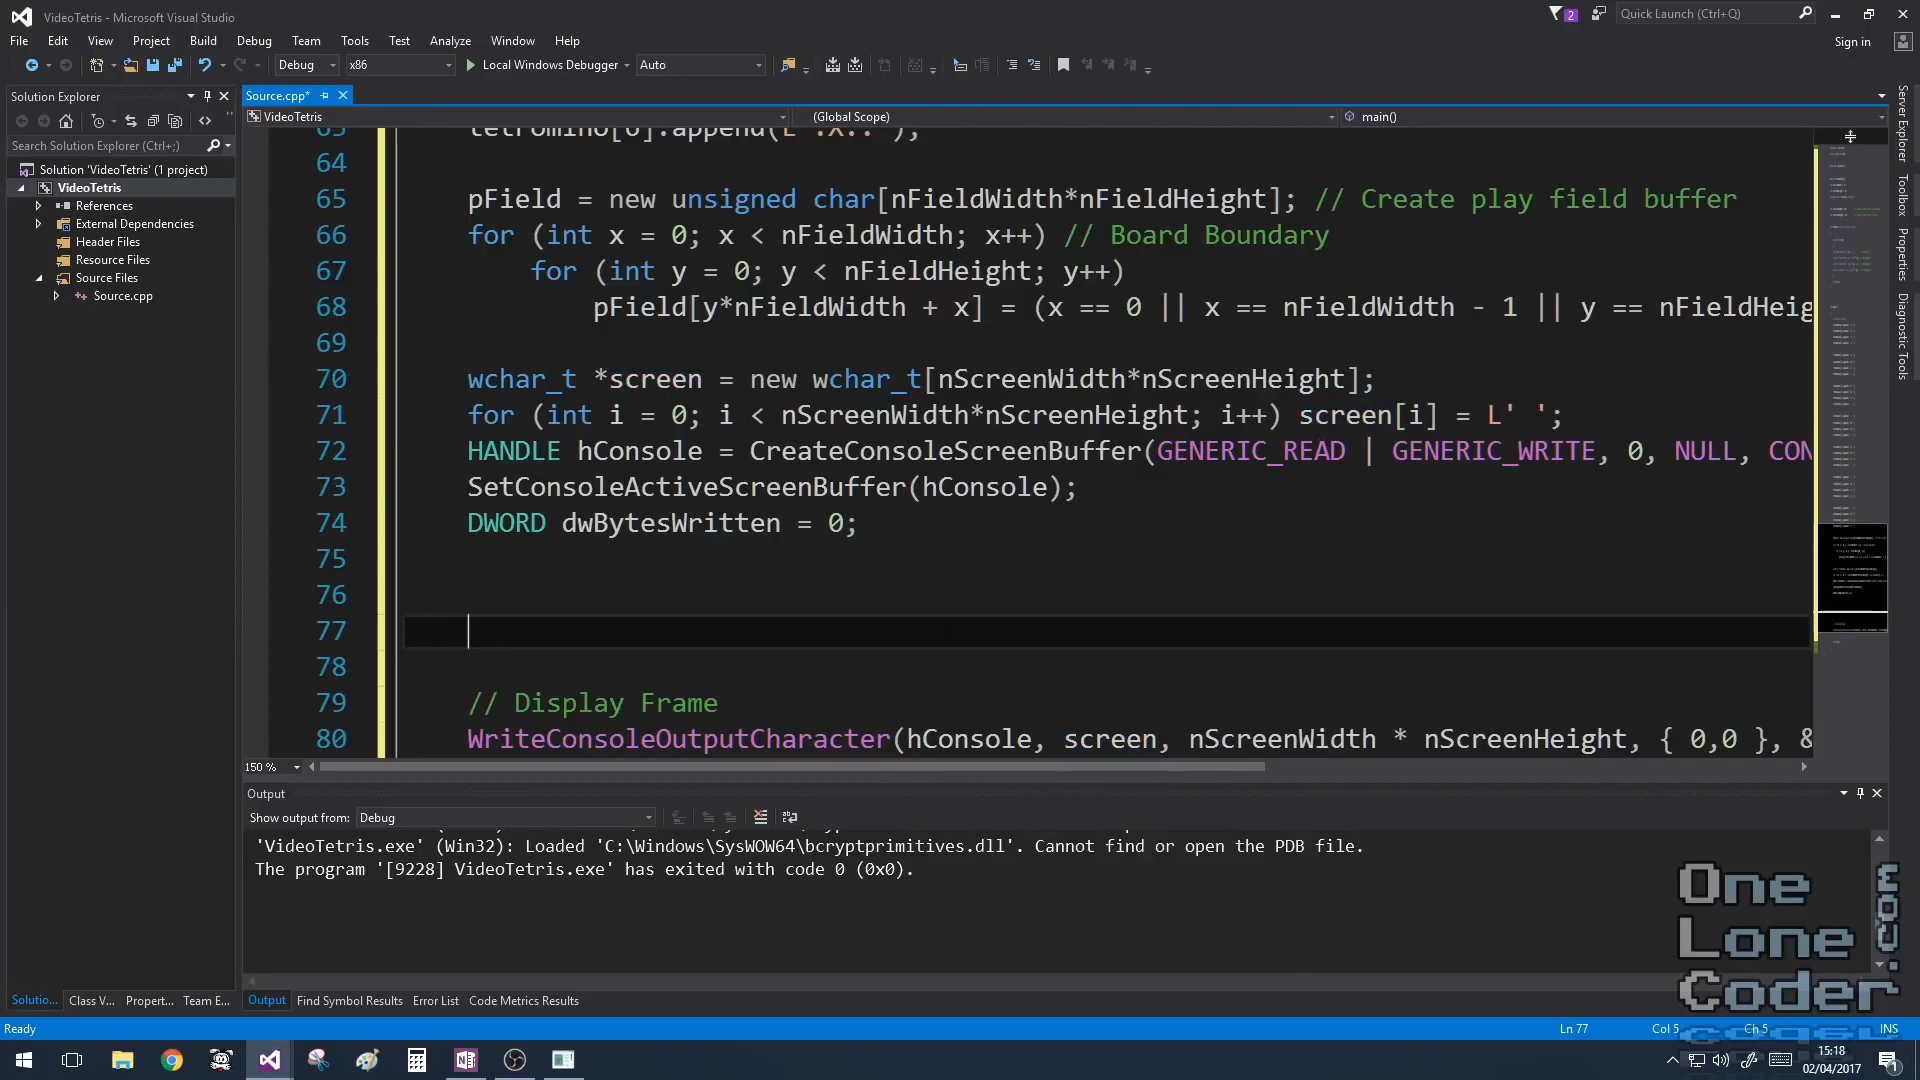 VideoTetris - Microsoft Visual Studio
2
Quick Launch (Ctrl+Q)
File Edit View Project Build Debug Team Tools Test Analyze Window Help
Sign in
Debug x86 Local Windows Debugger Auto
Solution Explorer
Search Solution Explorer (Ctrl+;)
Solution 'VideoTetris' (1 project)
VideoTetris
References
External Dependencies
Header Files
Resource Files
Source Files
Source.cpp
Source.cpp*
VideoTetris (Global Scope) main()
64
65 pField = new unsigned char[nFieldWidth*nFieldHeight]; // Create play field buffer
66 for (int x = 0; x < nFieldWidth; x++) // Board Boundary
67 for (int y = 0; y < nFieldHeight; y++)
68 pField[y*nFieldWidth + x] = (x == 0 || x == nFieldWidth - 1 || y == nFieldHeig
69
70 wchar_t *screen = new wchar_t[nScreenWidth*nScreenHeight];
71 for (int i = 0; i < nScreenWidth*nScreenHeight; i++) screen[i] = L' ';
72 HANDLE hConsole = CreateConsoleScreenBuffer(GENERIC_READ | GENERIC_WRITE, 0, NULL, CON
73 SetConsoleActiveScreenBuffer(hConsole);
74 DWORD dwBytesWritten = 0;
75
76
77
78
79 // Display Frame
80 WriteConsoleOutputCharacter(hConsole, screen, nScreenWidth * nScreenHeight, { 0,0 }, &
150 %
Server Explorer
Toolbox
Properties
Diagnostic Tools
Output
Show output from: Debug
'VideoTetris.exe' (Win32): Loaded 'C:\Windows\SysWOW64\bcryptprimitives.dll'. Cannot find or open the PDB file.
The program '[9228] VideoTetris.exe' has exited with code 0 (0x0).
One
Lone
Coder
Solutio... Class V... Propert... Team E...
Output Find Symbol Results Error List Code Metrics Results
Ready Ln 77 Col 5 Ch 5 INS
15:18
02/04/2017
1